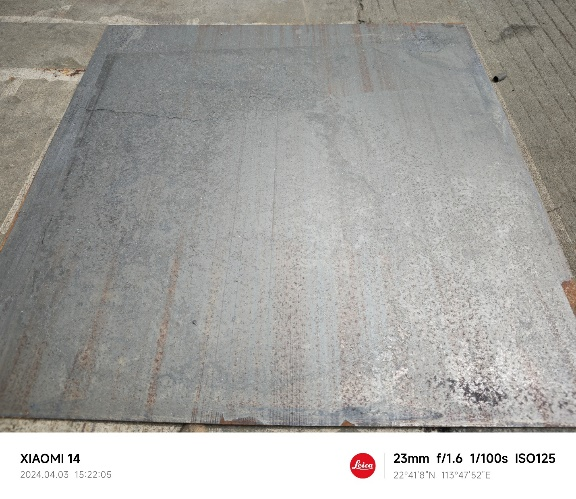 XIAOMI 14
2024.04.03 15:22:05
Leica
23mm f/1.6 1/100s ISO125
22°41'8"N 113°47'52"E